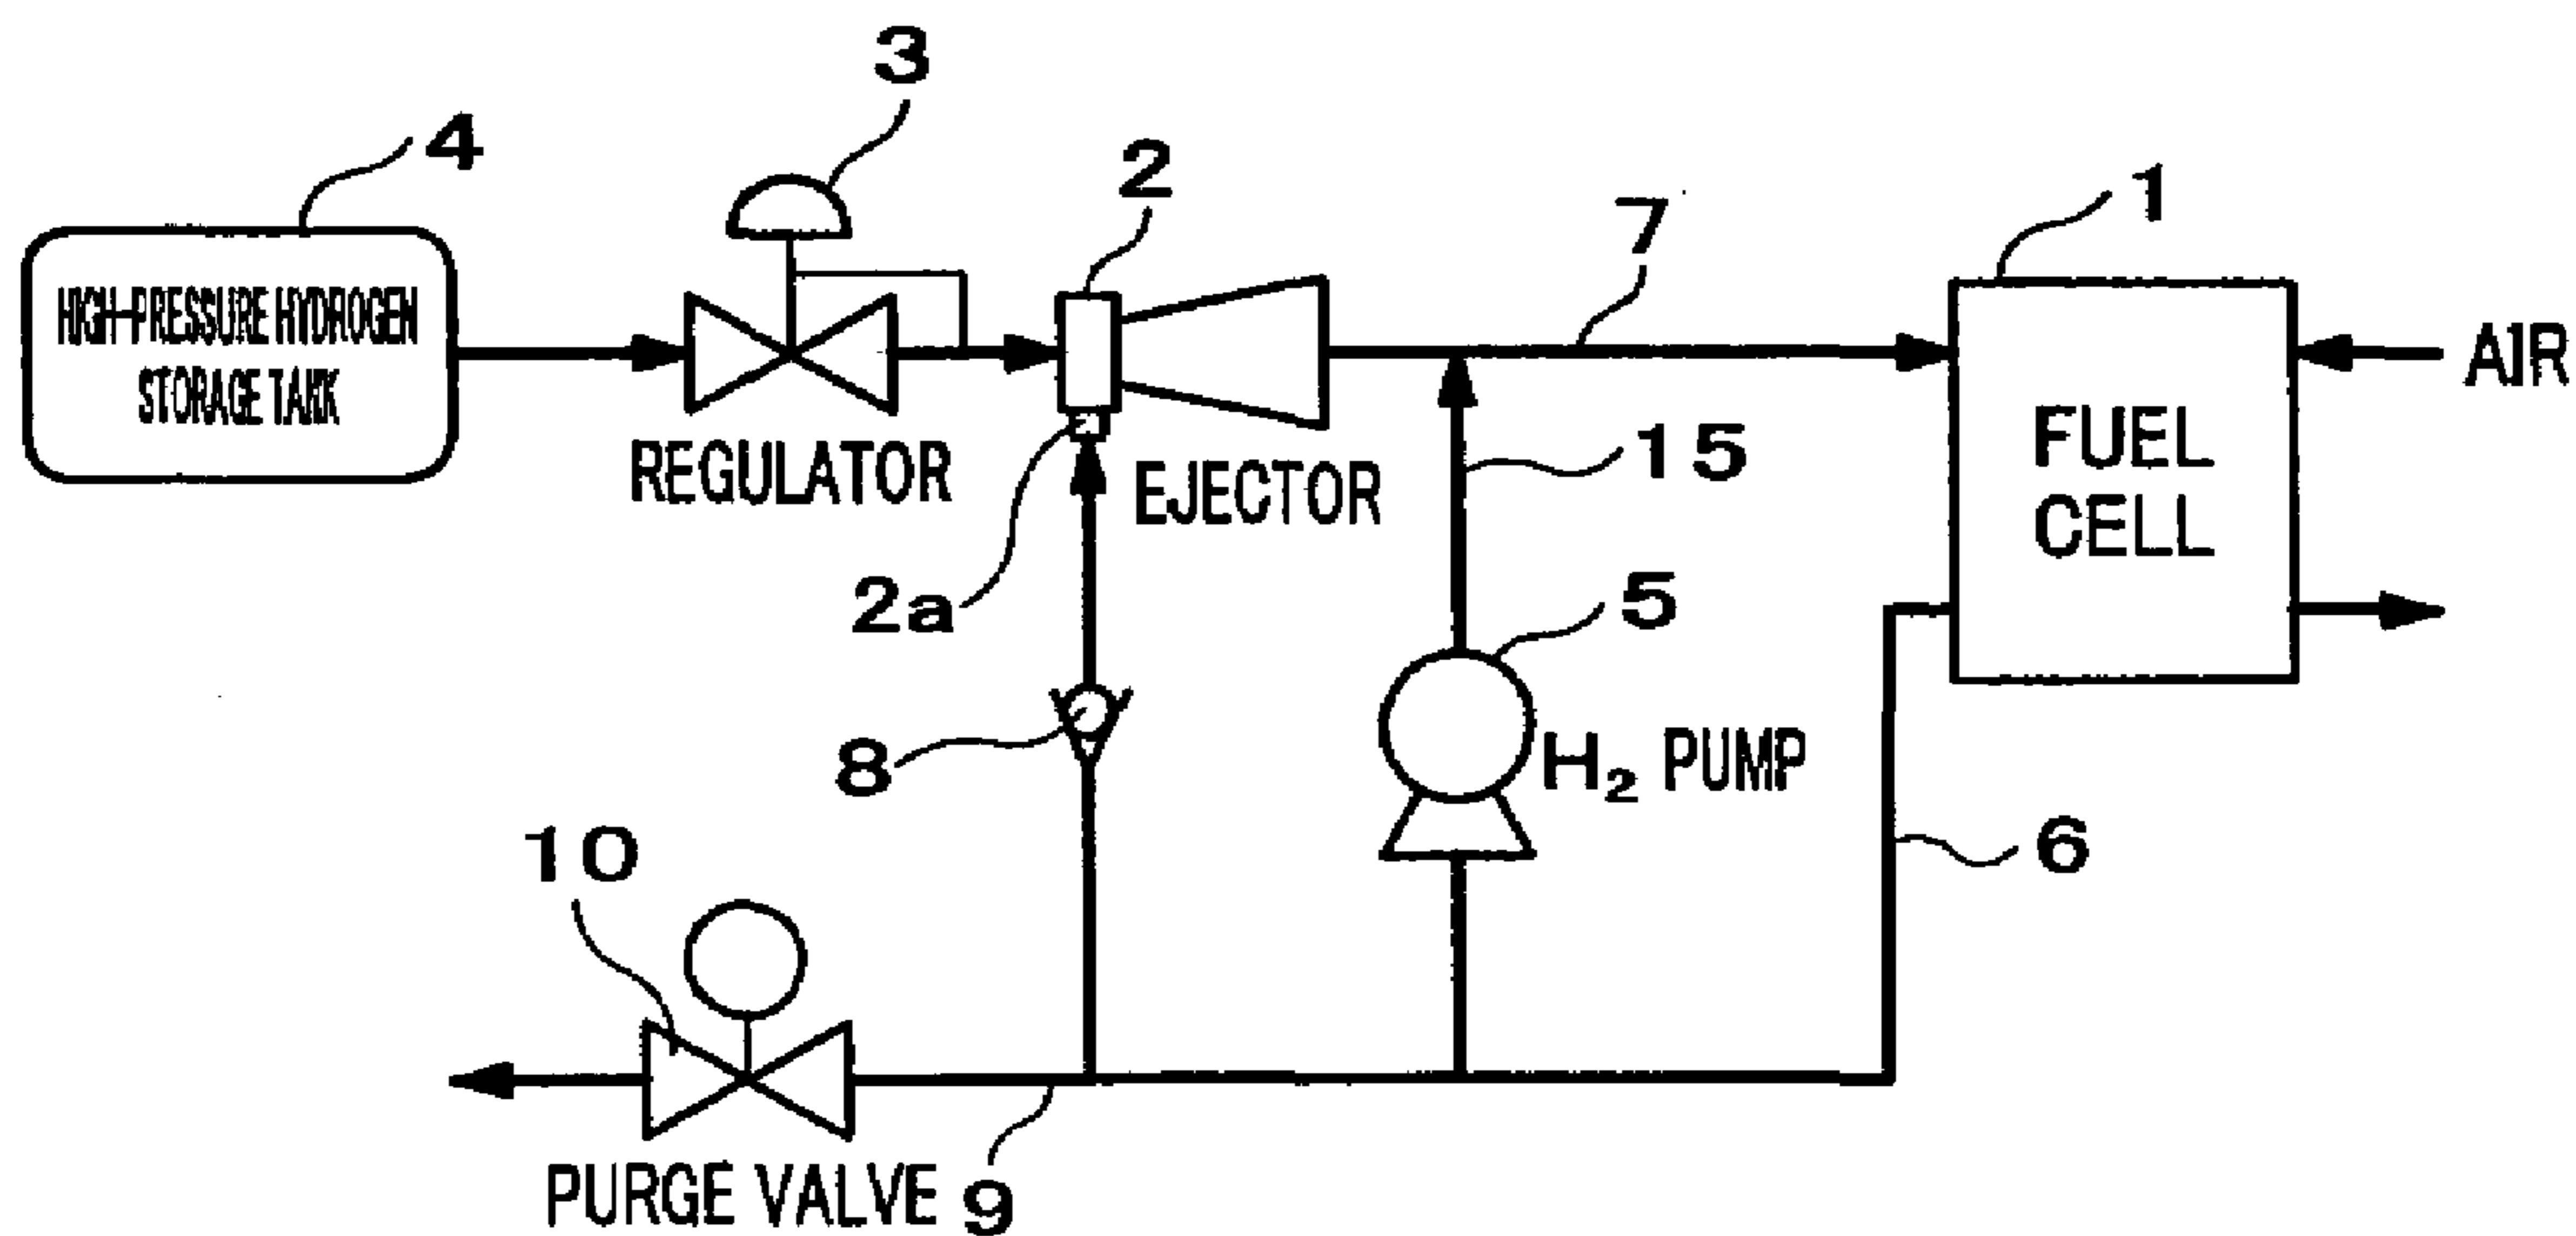 3
4
2
7
1
HIGH-PRESSURE HYDROGEN
STORAGE TANK
AIR
REGULATOR
EJECTOR
15
FUEL
CELL
2a
5
8
H₂ PUMP
10
6
PURGE VALVE
9